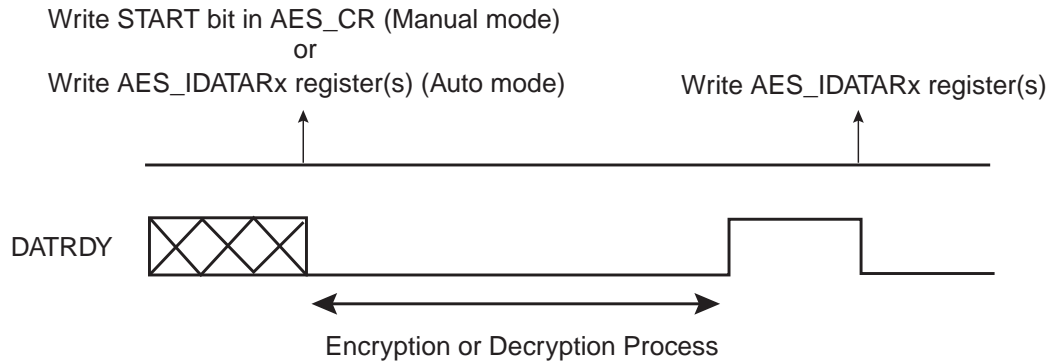 Write START bit in AES_CR (Manual mode)
or
Write AES_IDATARx register(s) (Auto mode)
Write AES_IDATARx register(s)
DATRDY
Encryption or Decryption Process